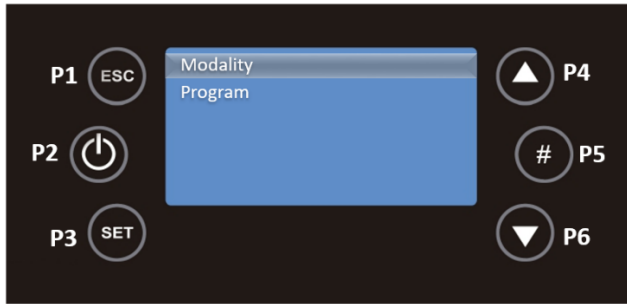 P1 ESC
Modality
Program
P4
P2
# P5
P3 SET
P6